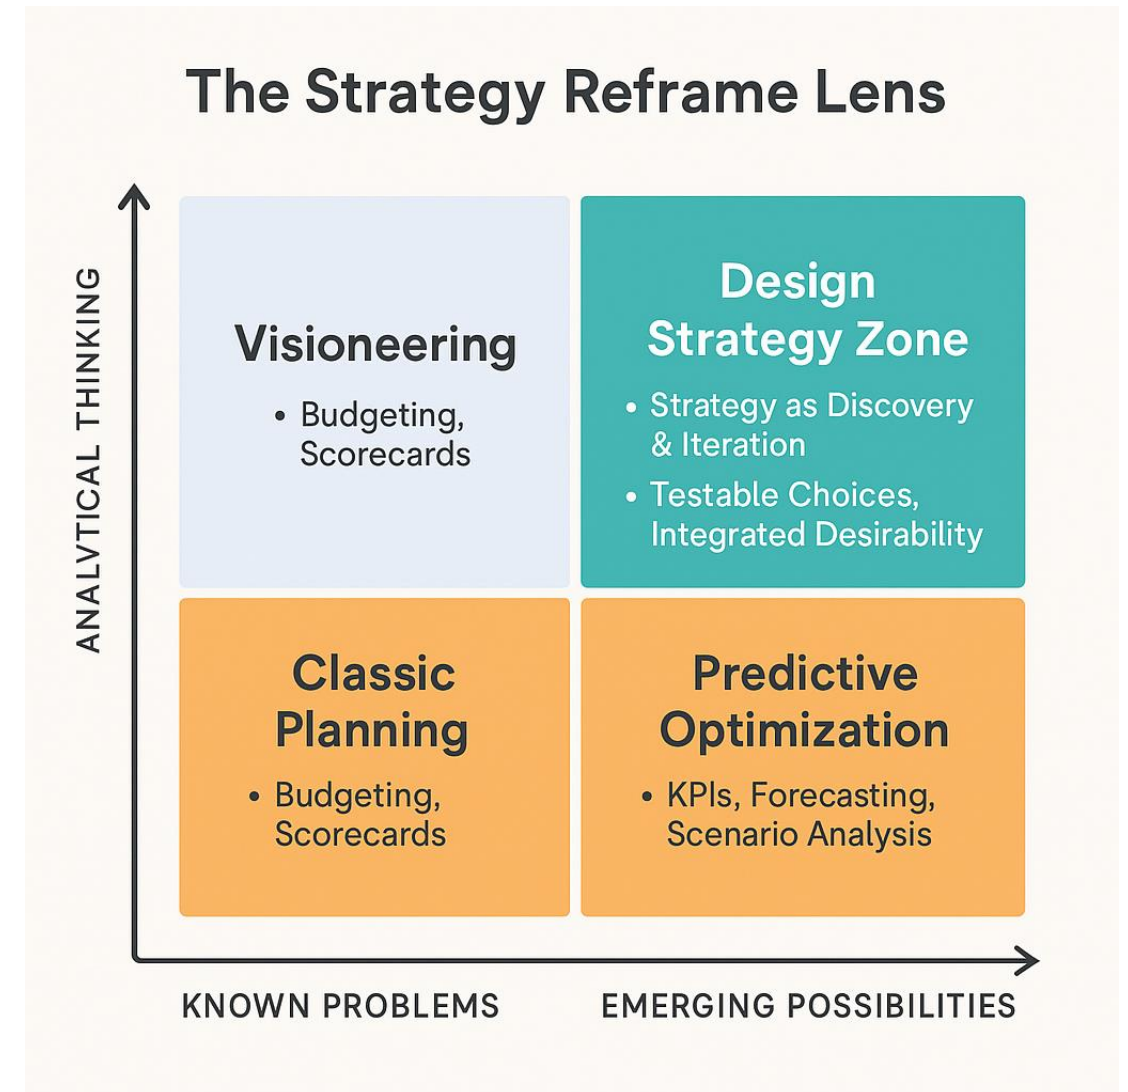 The Strategy Reframe Lens
ANALVTICAL THINKING
Visioneering
• Budgeting,
Scorecards
Design
Strategy Zone
• Strategy as Discovery
& Iteration
• Testable Choices,
Integrated Desirability
Classic
Planning
• Budgeting,
Scorecards
Predictive
Optimization
• KPIs, Forecasting,
Scenario Analysis
KNOWN PROBLEMS
EMERGING POSSIBILITIES